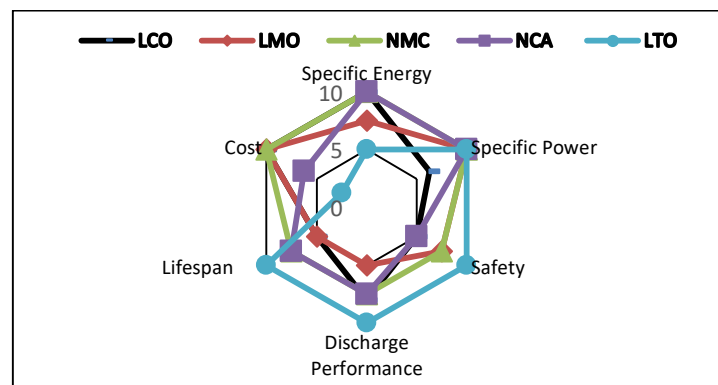 LCO LMO NMC NCA LTO
Specific Energy
10
Cost
5
Specific Power
0
Lifespan
Safety
Discharge
Performance